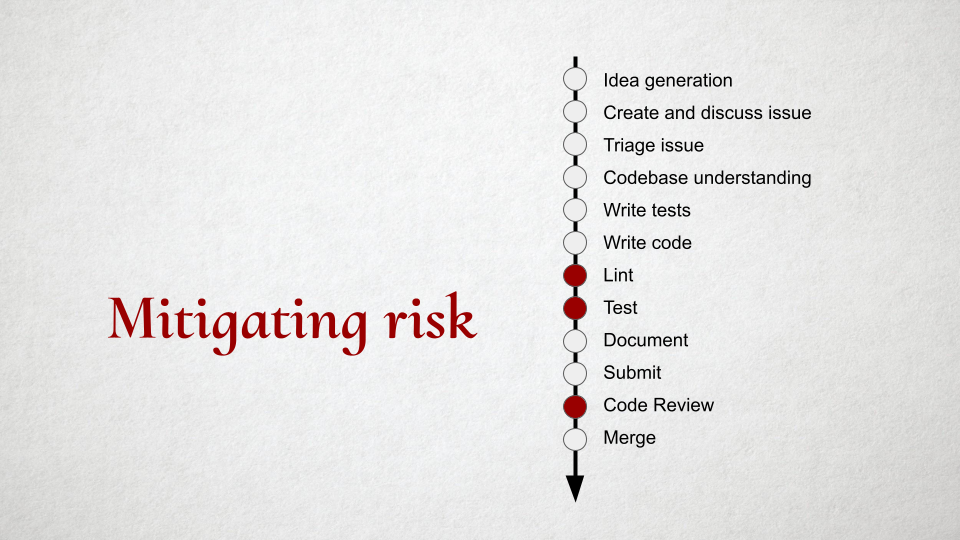 Mitigating risk
Idea generation
Create and discuss issue
Triage issue
Codebase understanding
Write tests
Write code
Lint
Test
Document
Submit
Code Review
Merge